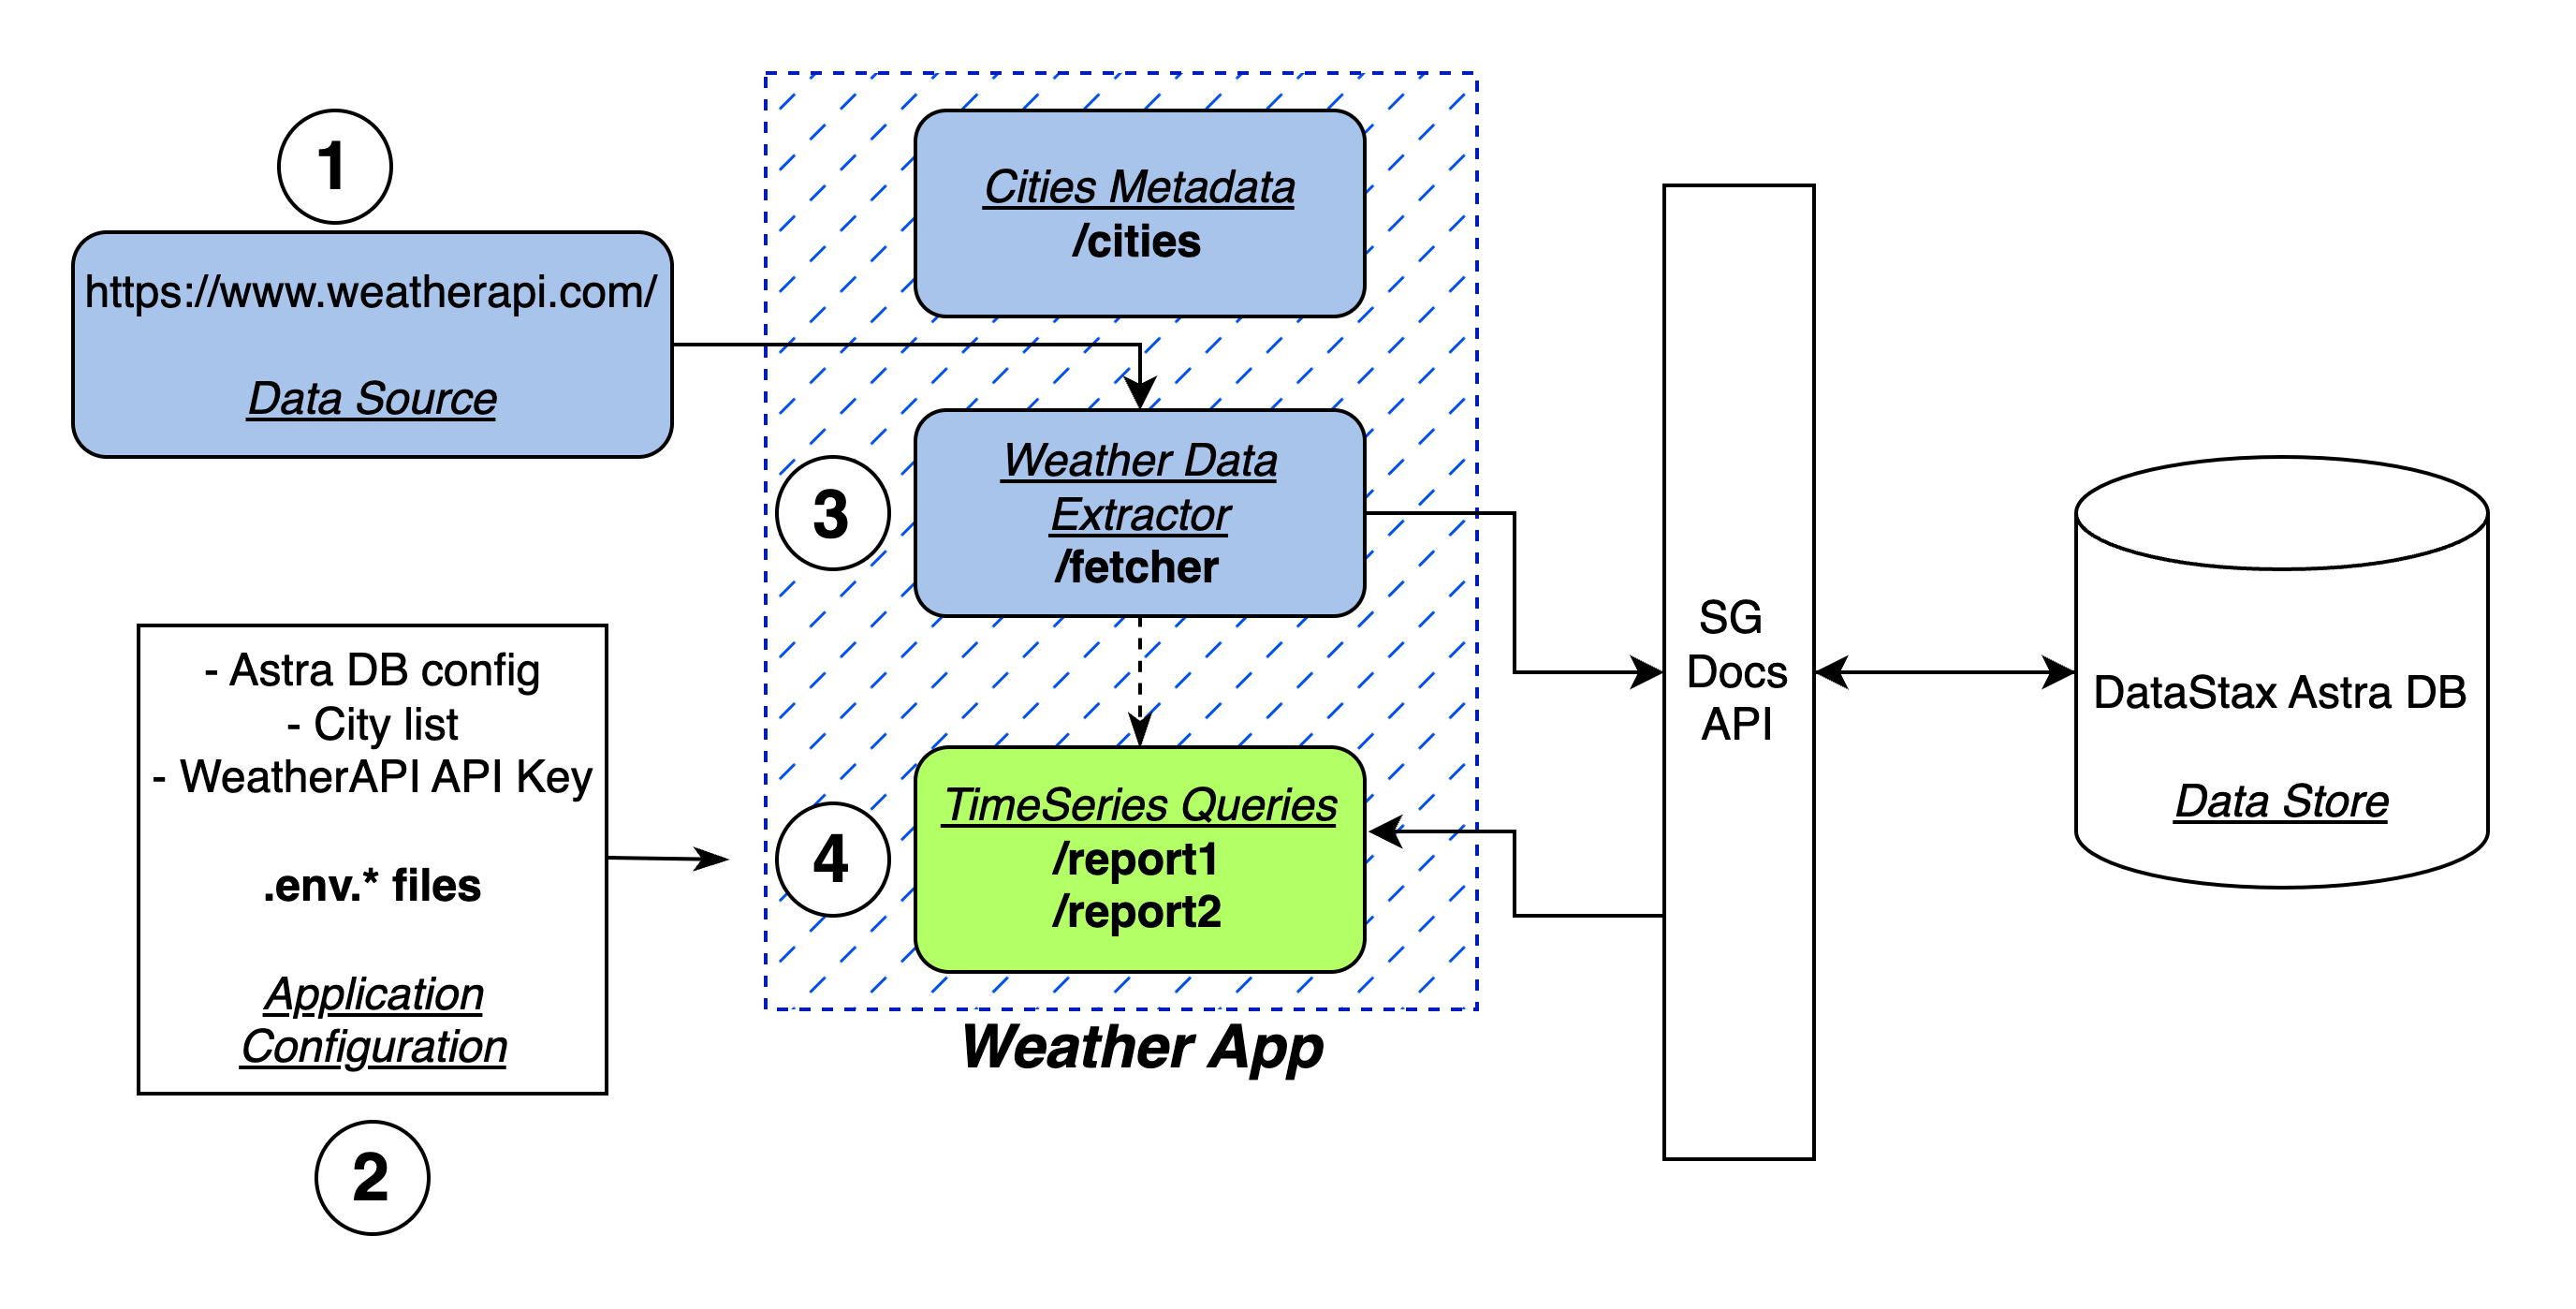 1
https://www.weatherapi.com/
Data Source
- Astra DB config
- City list
- WeatherAPI API Key
.env.* files
Application
Configuration
2
Cities Metadata
/cities
3
Weather Data
Extractor
/fetcher
4
TimeSeries Queries
/report1
/report2
Weather App
SG
Docs
API
DataStax Astra DB
Data Store